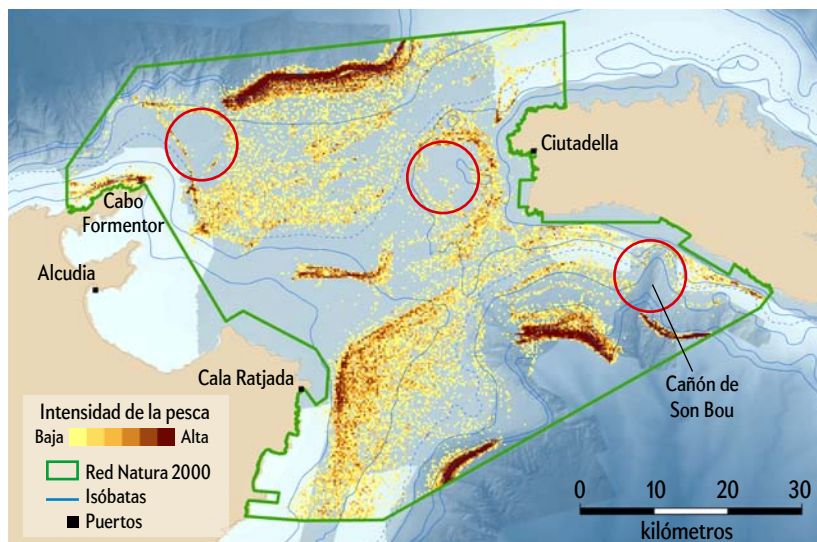 Ciutadella
Cabo
Formentor
Alcudia
Cala Ratjada
Cañón de
Son Bou
Intensidad de la pesca
Baja Alta
Red Natura 2000
Isóbatas
Puertos
0 10 20 30
kilómetros